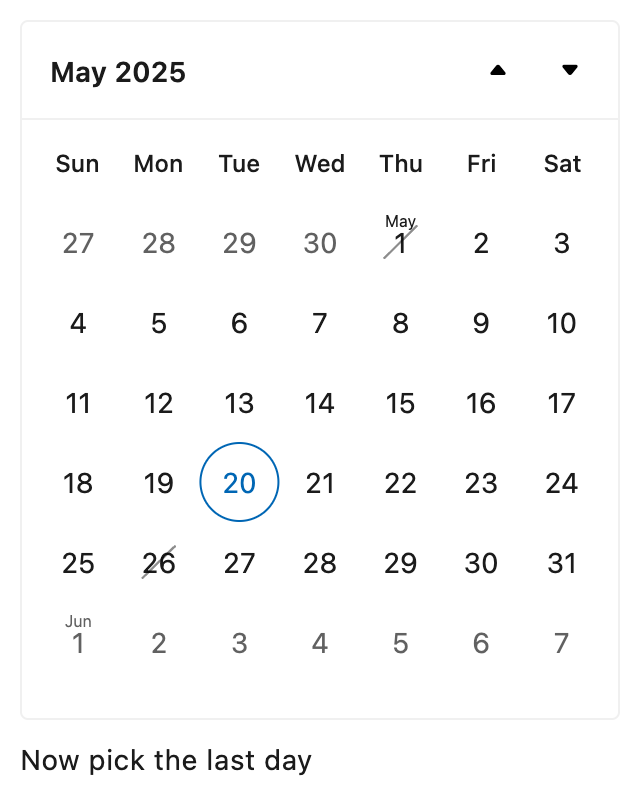 May 2025
Sun Mon Tue Wed Thu Fri Sat
27 28 29 30 May 1 2 3
4 5 6 7 8 9 10
11 12 13 14 15 16 17
18 19 20 21 22 23 24
25 26 27 28 29 30 31
Jun 1 2 3 4 5 6 7
Now pick the last day